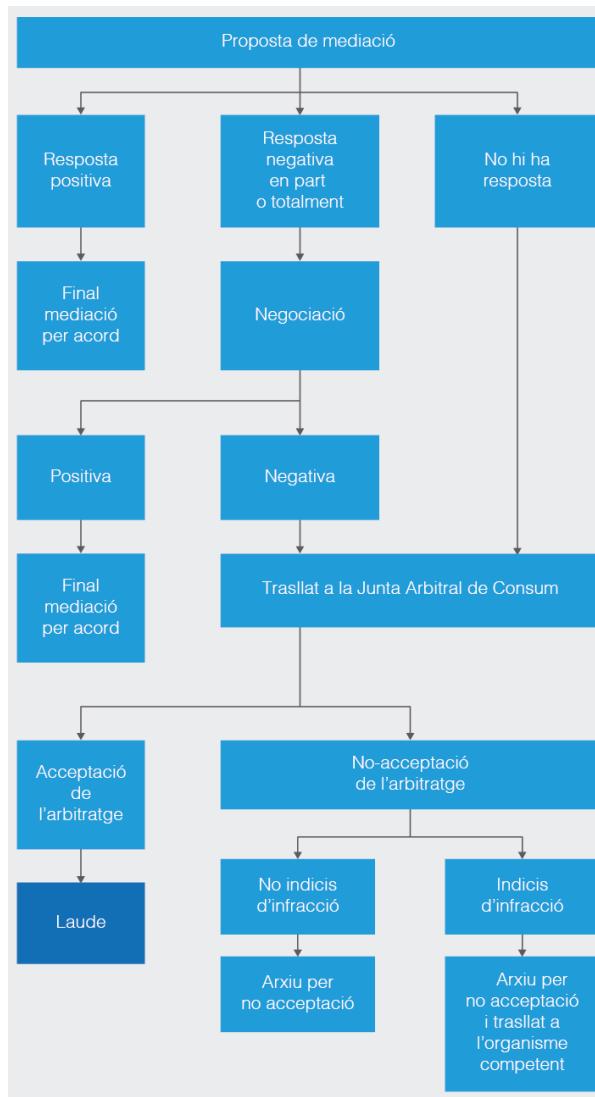 Proposta de mediació
Resposta
positiva
Resposta
negativa
en part
o totalment
No hi ha
resposta
Final
mediació
per acord
Negociació
Positiva
Negativa
Final
mediació
per acord
Trasllat a la Junta Arbitral de Consum
Acceptació
de
l'arbitratge
No-acceptació
de l'arbitratge
Laude
No indicis
d'infracció
Indicis
d'infracció
Arxiu per
no acceptació
Arxiu per
no acceptació
i trasllat a
l'organisme
competent